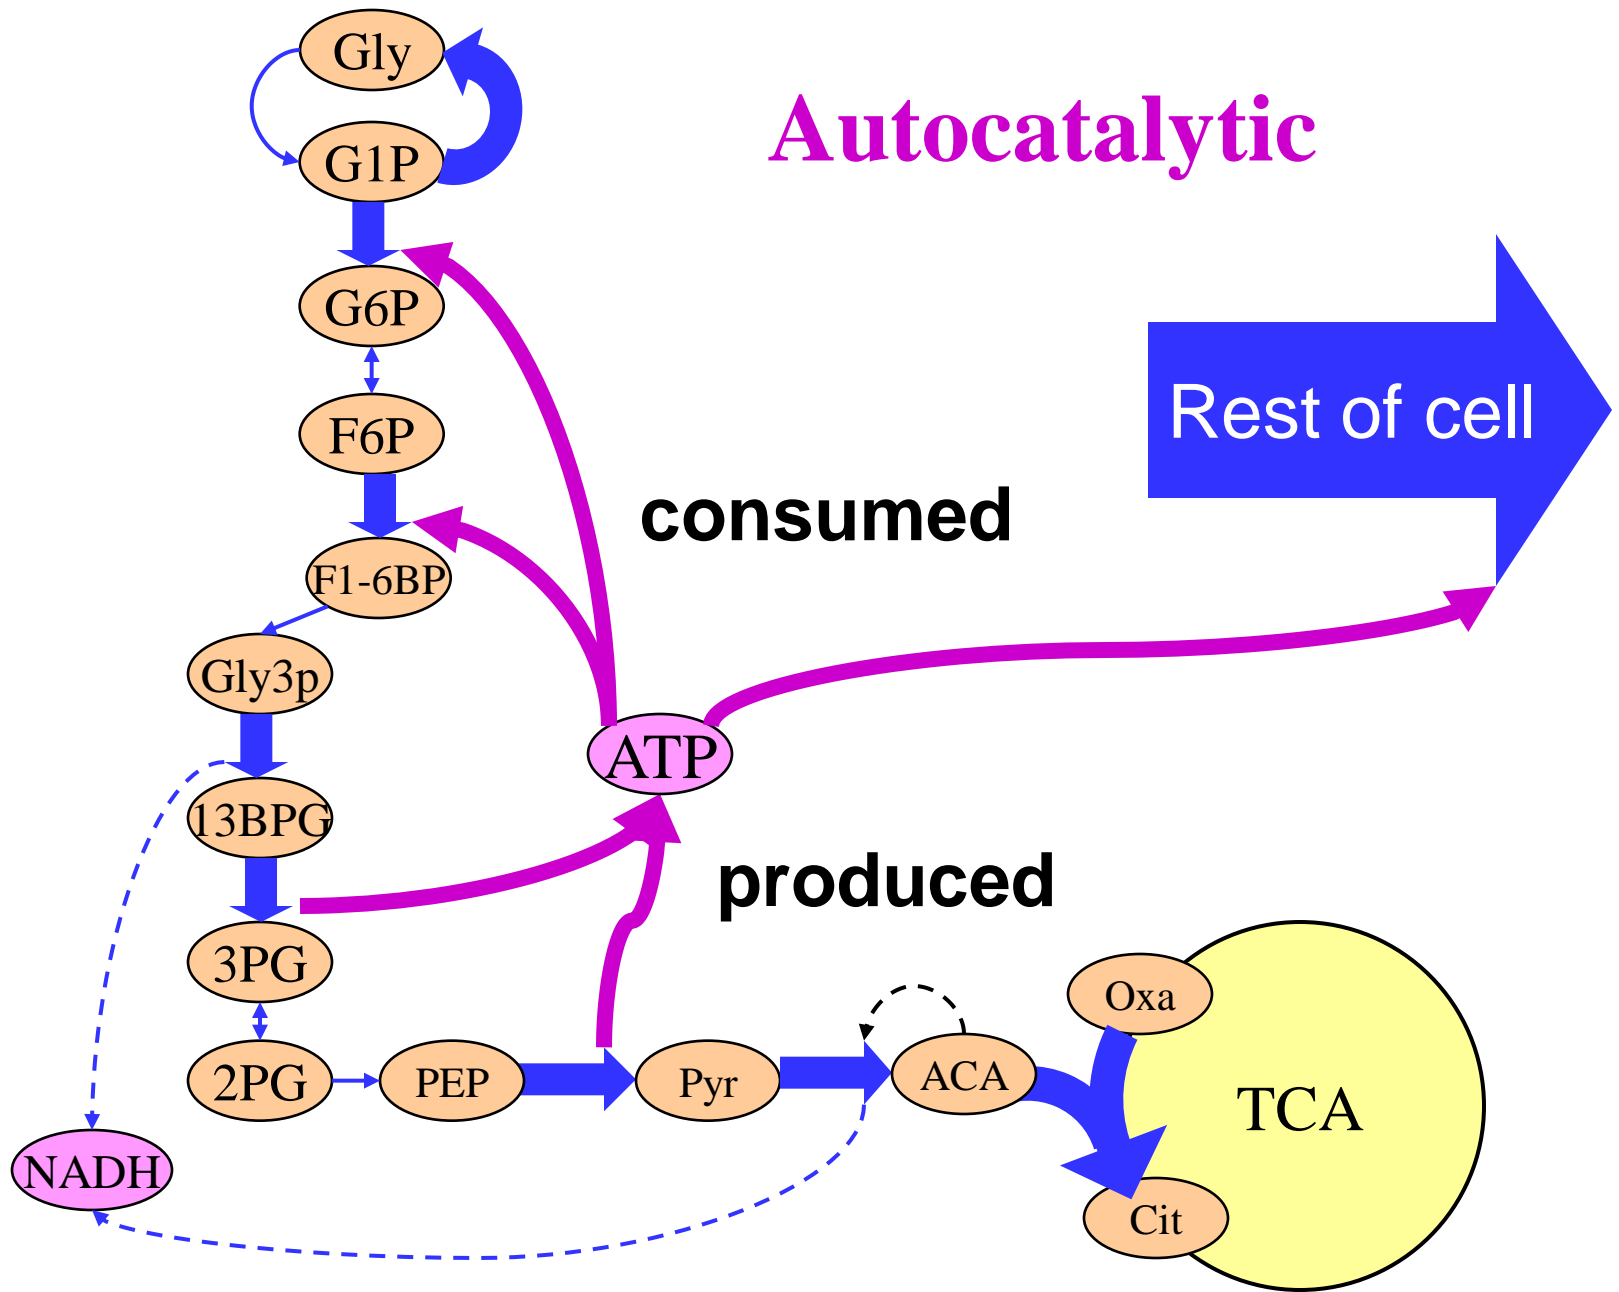 Gly
Autocatalytic
G1P
G6P
Rest of cell
F6P
consumed
F1-6BP
Gly3p
ATP
13BPG
produced
3PG
Oxa
2PG
PEP
Pyr
ACA
TCA
NADH
Cit